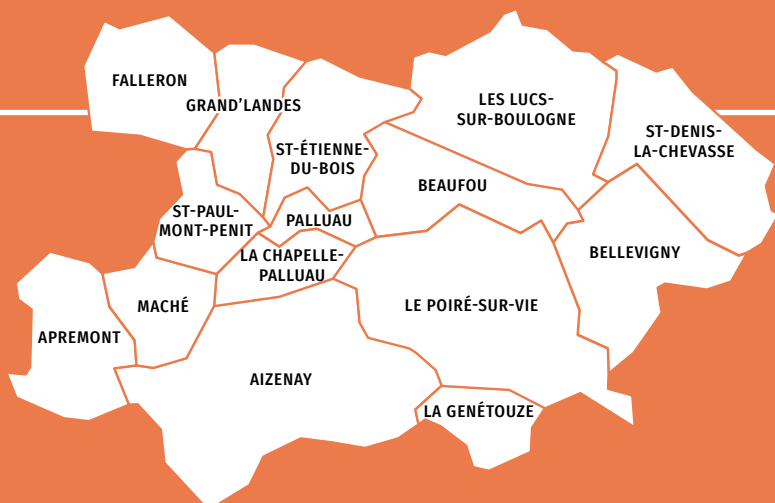 FALLERON
GRAND'LANDES
LES LUCS-
SUR-BOULOGNE
ST-DENIS-
LA-CHEVASSE
ST-ÉTIENNE-
DU-BOIS
BEAUFOU
ST-PAUL-
MONT-PENIT
PALLUAU
BELLEVIGNY
LA CHAPELLE-
PALLUAU
MACHÉ
LE POIRÉ-SUR-VIE
APREMONT
AIZENAY
LA GENÉTOUZE